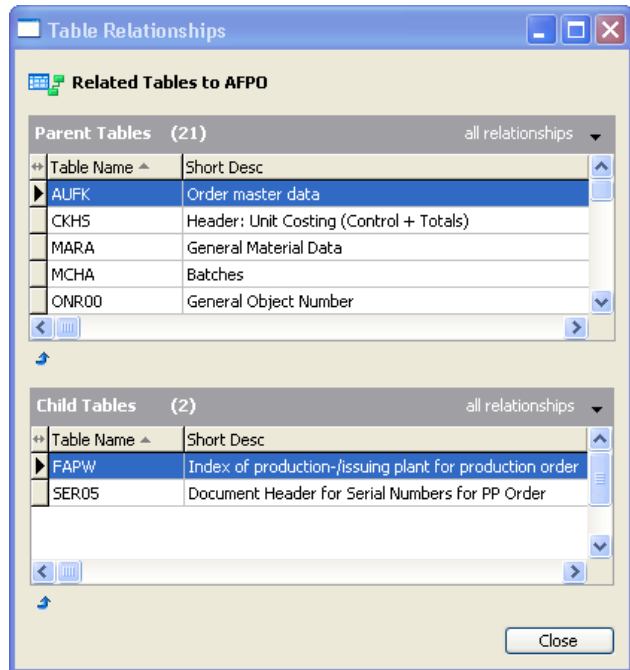 Table Relationships
Related Tables to AFPO
Parent Tables (21) all relationships
Table Name Short Desc
AUFK Order master data
CKHS Header: Unit Costing (Control + Totals)
MARA General Material Data
MCHA Batches
ONR00 General Object Number
Child Tables (2) all relationships
Table Name Short Desc
FAPW Index of production-/issuing plant for production order
SER05 Document Header for Serial Numbers for PP Order
Close